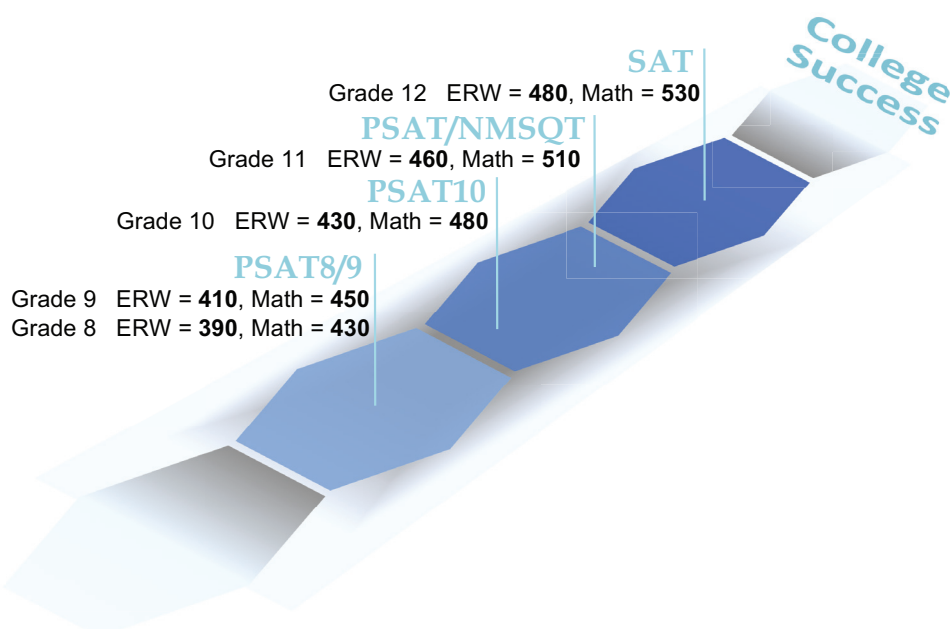 College
Success
SAT
Grade 12 ERW = 480, Math = 530
PSAT/NMSQT
Grade 11 ERW = 460, Math = 510
PSAT10
Grade 10 ERW = 430, Math = 480
PSAT8/9
Grade 9 ERW = 410, Math = 450
Grade 8 ERW = 390, Math = 430